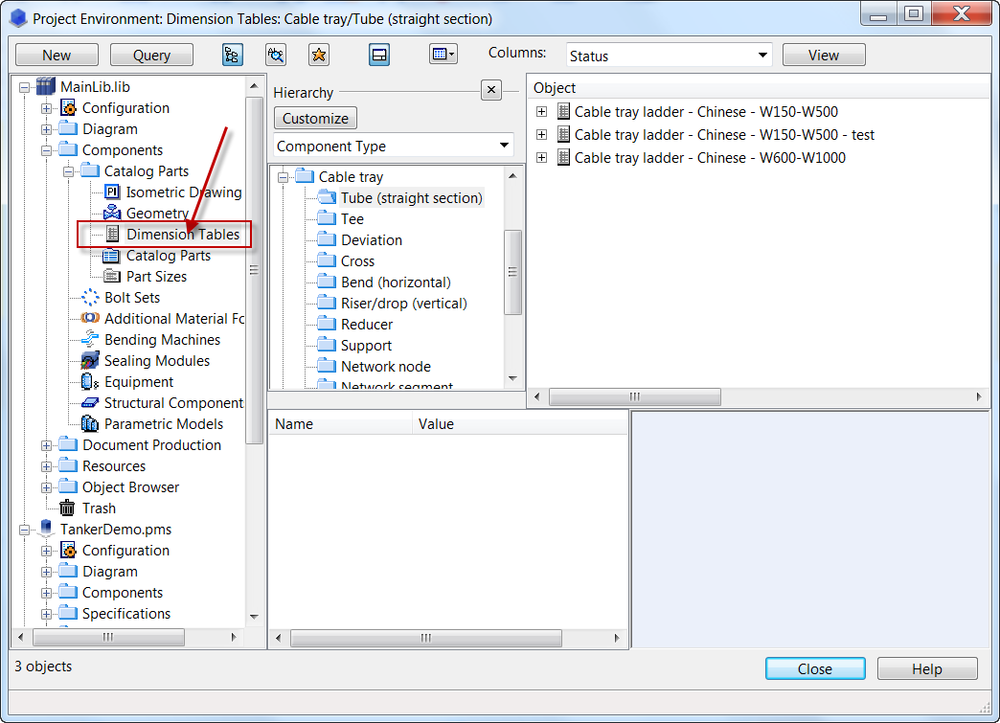 Project Environment: Dimension Tables: Cable tray/Tube (straight section)
New
Query
Columns:
Status
View
MainLib.lib
Configuration
Diagram
Components
Catalog Parts
Isometric Drawing
Geometry
Dimension Tables
Catalog Parts
Part Sizes
Bolt Sets
Additional Material Fo
Bending Machines
Sealing Modules
Equipment
Structural Component
Parametric Models
Document Production
Resources
Object Browser
Trash
TankerDemo.pms
Configuration
Diagram
Components
Specifications
Hierarchy
Customize
Component Type
Cable tray
Tube (straight section)
Tee
Deviation
Cross
Bend (horizontal)
Riser/drop (vertical)
Reducer
Support
Network node
Network segment
Object
Cable tray ladder - Chinese - W150-W500
Cable tray ladder - Chinese - W150-W500 - test
Cable tray ladder - Chinese - W600-W1000
Name Value
3 objects
Close
Help